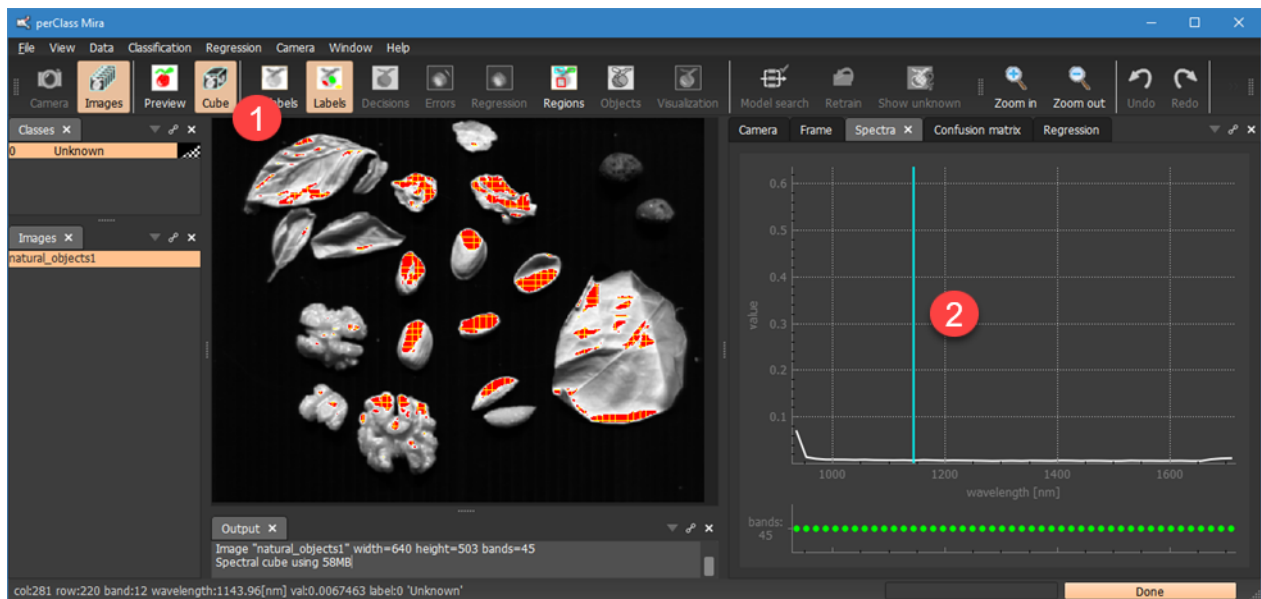 perClass Mira
File View Data Classification Regression Camera Window Help
Camera Images Preview Cube Labels Decisions Errors Regression Regions Objects Visualization Model search Retrain Show unknown Zoom in Zoom out Undo Redo
1
Classes
0 Unknown
Images
natural_objects1
Camera Frame Spectra Confusion matrix Regression
0.6
0.5
0.4
0.3
0.2
0.1
value
2
1000 1200 1400 1600
wavelength [nm]
bands:
45
Output
Image "natural_objects1" width=640 height=503 bands=45
Spectral cube using 58MB
col:281 row:220 band:12 wavelength:1143.96[nm] val:0.0067463 label:0 'Unknown'
Done